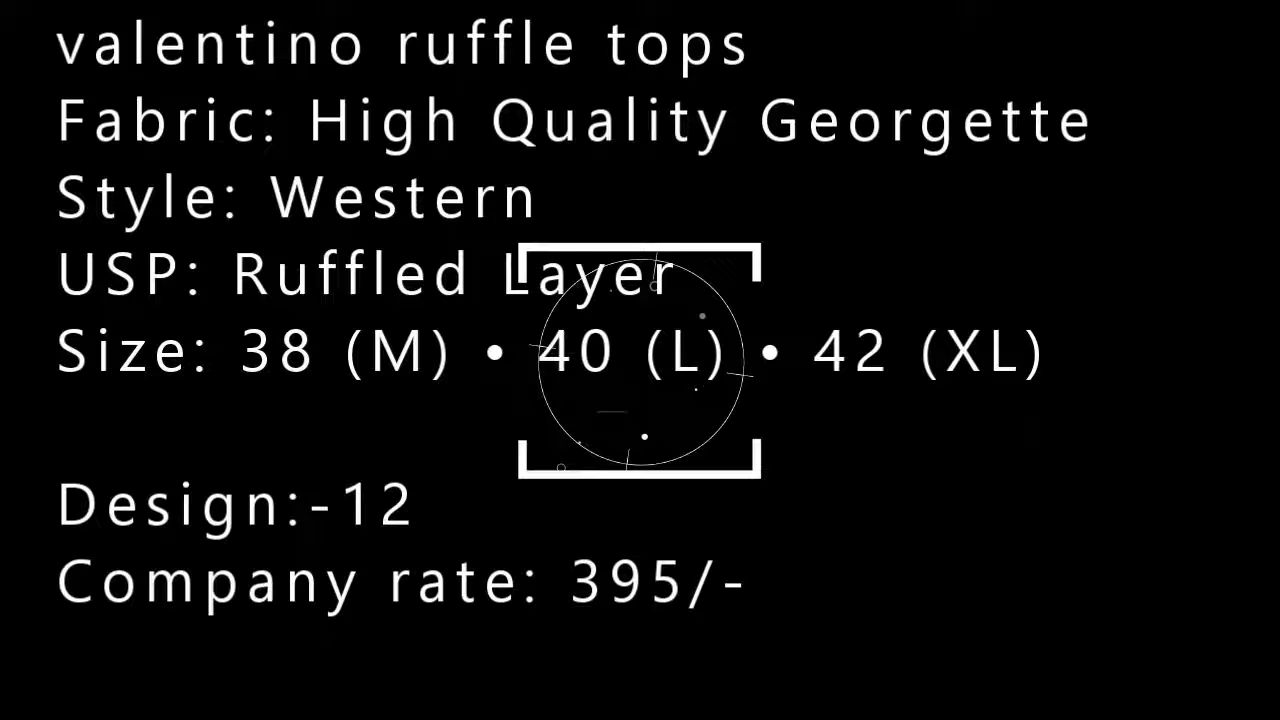 valentino ruffle tops
Fabric: High Quality Georgette
Style: Western
USP: Ruffled Layer
Size: 38 (M) • 40 (L) • 42 (XL)
Design:-12
Company rate: 395/-